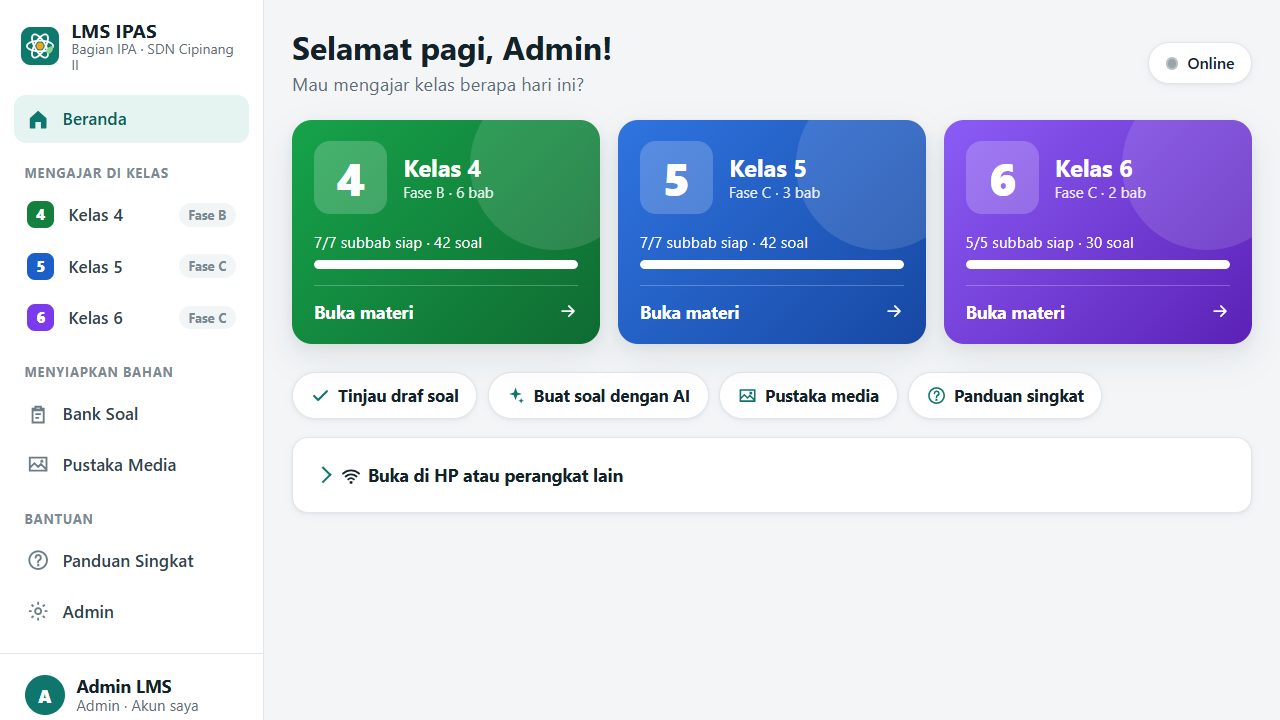 LMS IPAS
Bagian IPA · SDN Cipinang
II
Beranda
MENGAJAR DI KELAS
4 Kelas 4 Fase B
5 Kelas 5 Fase C
6 Kelas 6 Fase C
MENYIAPKAN BAHAN
Bank Soal
Pustaka Media
BANTUAN
Panduan Singkat
Admin
A
Admin LMS
Admin · Akun saya
Selamat pagi, Admin!
Mau mengajar kelas berapa hari ini?
Online
4
Kelas 4
Fase B · 6 bab
7/7 subbab siap · 42 soal
Buka materi
5
Kelas 5
Fase C · 3 bab
7/7 subbab siap · 42 soal
Buka materi
6
Kelas 6
Fase C · 2 bab
5/5 subbab siap · 30 soal
Buka materi
Tinjau draf soal
Buat soal dengan AI
Pustaka media
Panduan singkat
Buka di HP atau perangkat lain